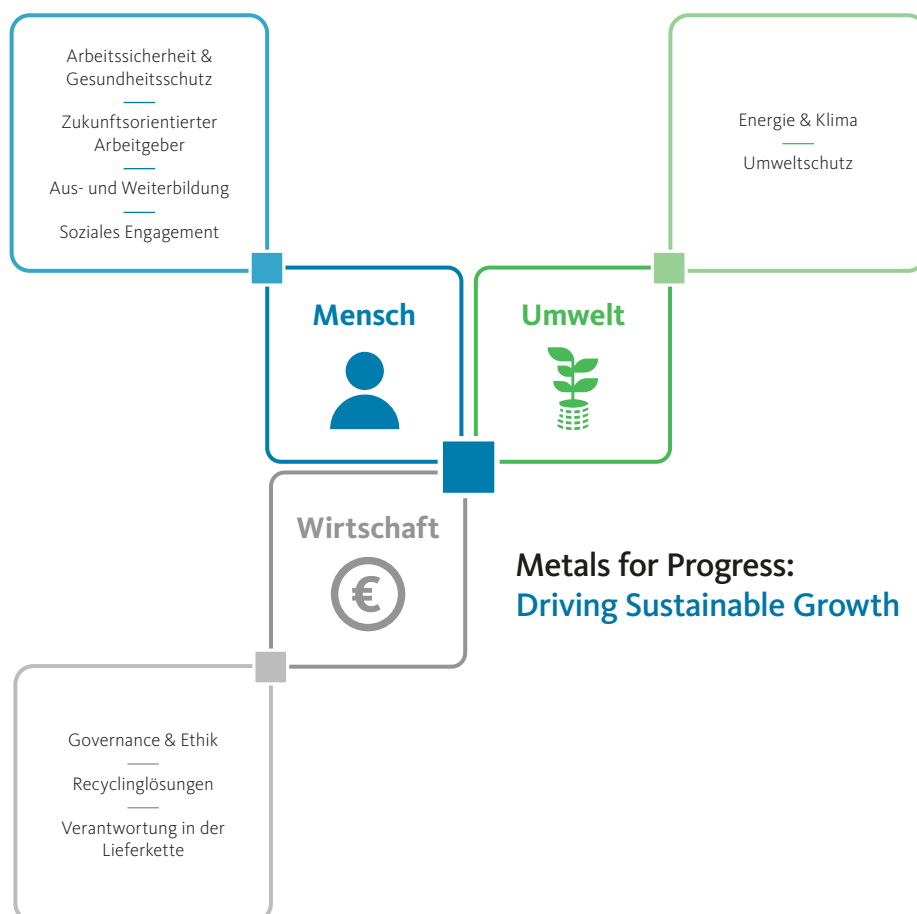 Arbeitssicherheit &
Gesundheitsschutz
Zukunftsorientierter
Arbeitgeber
Aus- und Weiterbildung
Soziales Engagement
Energie & Klima
Umweltschutz
Mensch
Umwelt
Wirtschaft
€
Metals for Progress:
Driving Sustainable Growth
Governance & Ethik
Recyclinglösungen
Verantwortung in der
Lieferkette